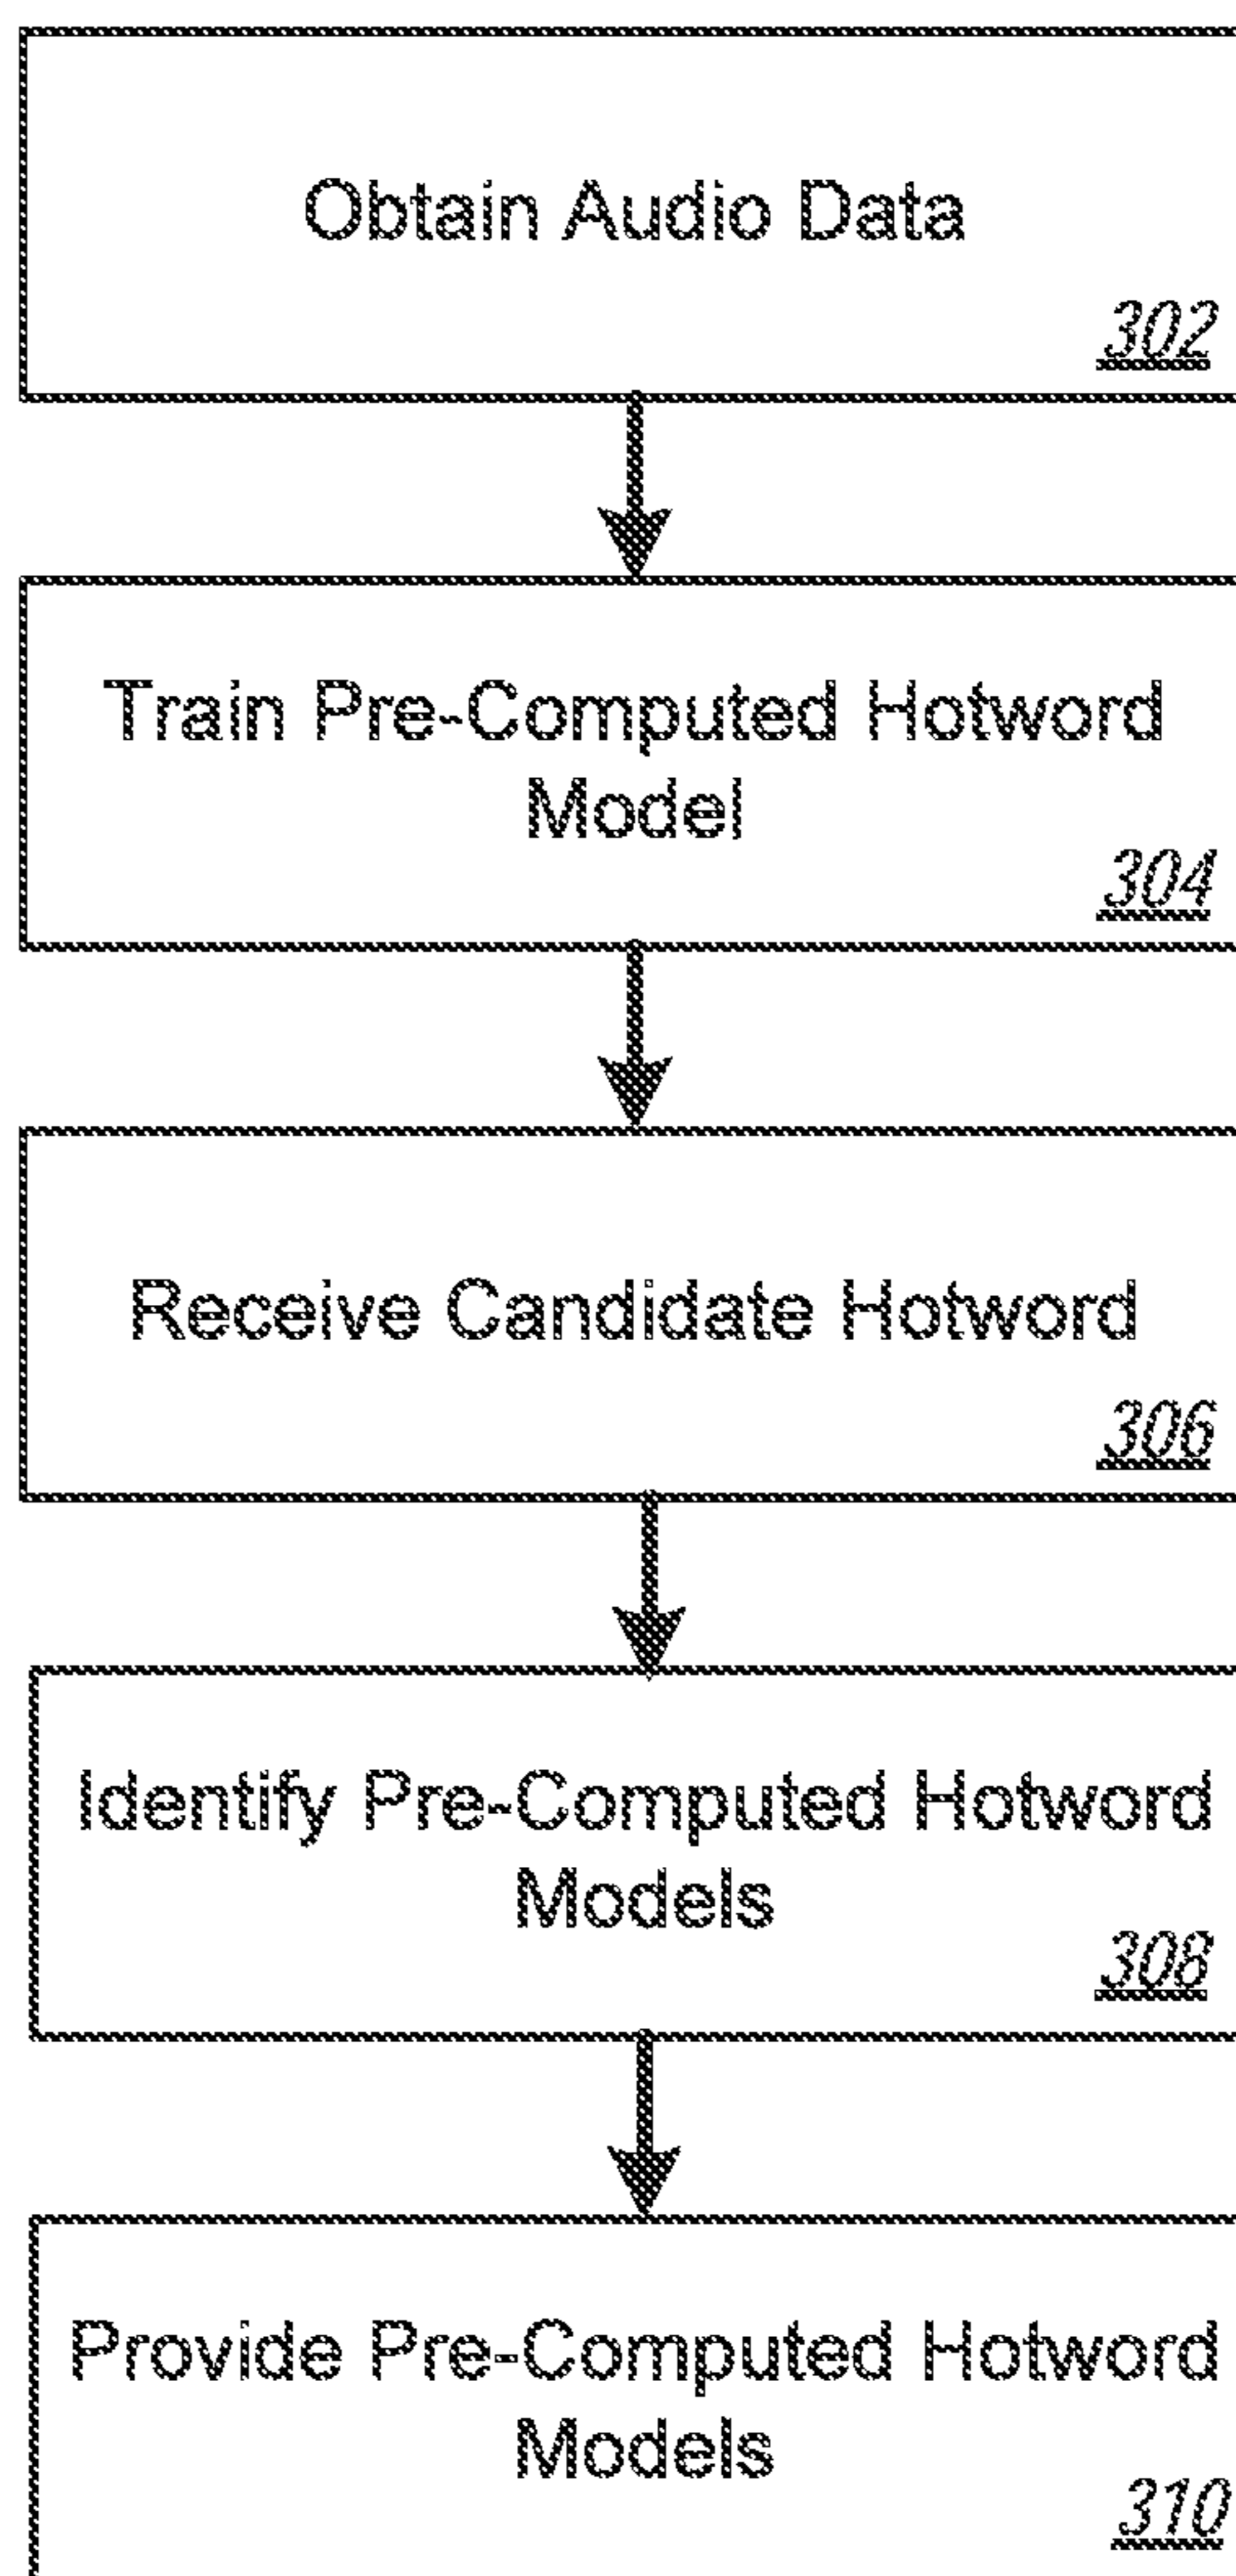 Obtain Audio Data
302
Train Pre-Computed Hotword
Model
304
Receive Candidate Hotword
306
Identify Pre-Computed Hotword
Models
308
Provide Pre-Computed Hotword
Models
310